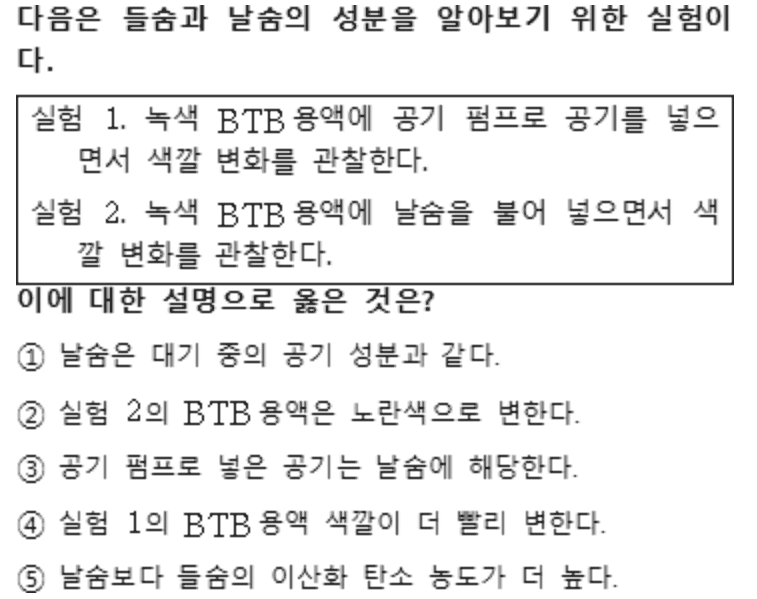 다음은 들숨과 날숨의 성분을 알아보기 위한 실험이
다.
실험 1. 녹색 BTB 용액에 공기 펌프로 공기를 넣으
면서 색깔 변화를 관찰한다.
실험 2. 녹색 BTB 용액에 날숨을 불어 넣으면서 색
깔 변화를 관찰한다.
이에 대한 설명으로 옳은 것은?
① 날숨은 대기 중의 공기 성분과 같다.
② 실험 2의 BTB 용액은 노란색으로 변한다.
③ 공기 펌프로 넣은 공기는 날숨에 해당한다.
④ 실험 1의 BTB 용액 색깔이 더 빨리 변한다.
⑤ 날숨보다 들숨의 이산화 탄소 농도가 더 높다.